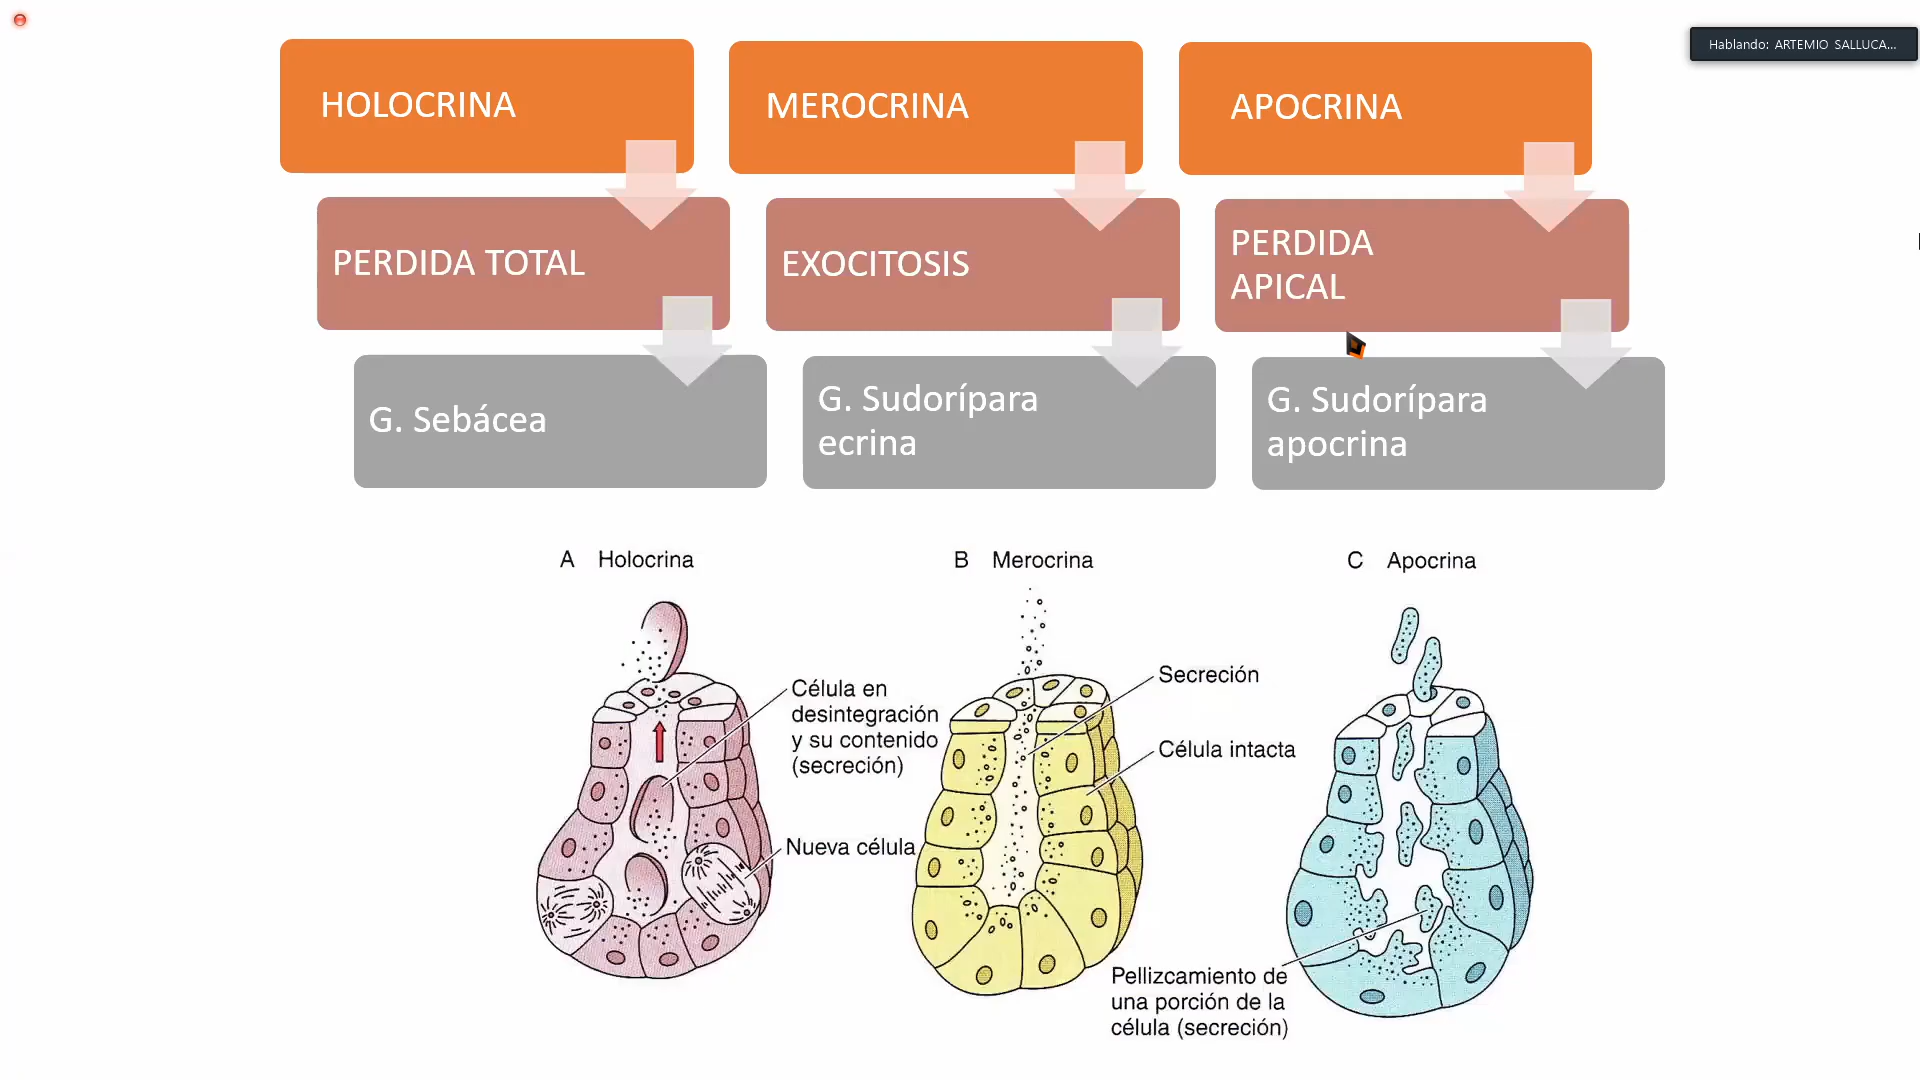 Hablando: ARTEMIO SALLUCA...
HOLOCRINA
MEROCRINA
APOCRINA
PERDIDA TOTAL
EXOCITOSIS
PERDIDA
APICAL
G. Sebácea
G. Sudorípara
ecrina
G. Sudorípara
apocrina
A Holocrina
B Merocrina
C Apocrina
Célula en
desintegración
y su contenido
(secreción)
Nueva célula
Secreción
Célula intacta
Pellizcamiento de
una porción de la
célula (secreción)